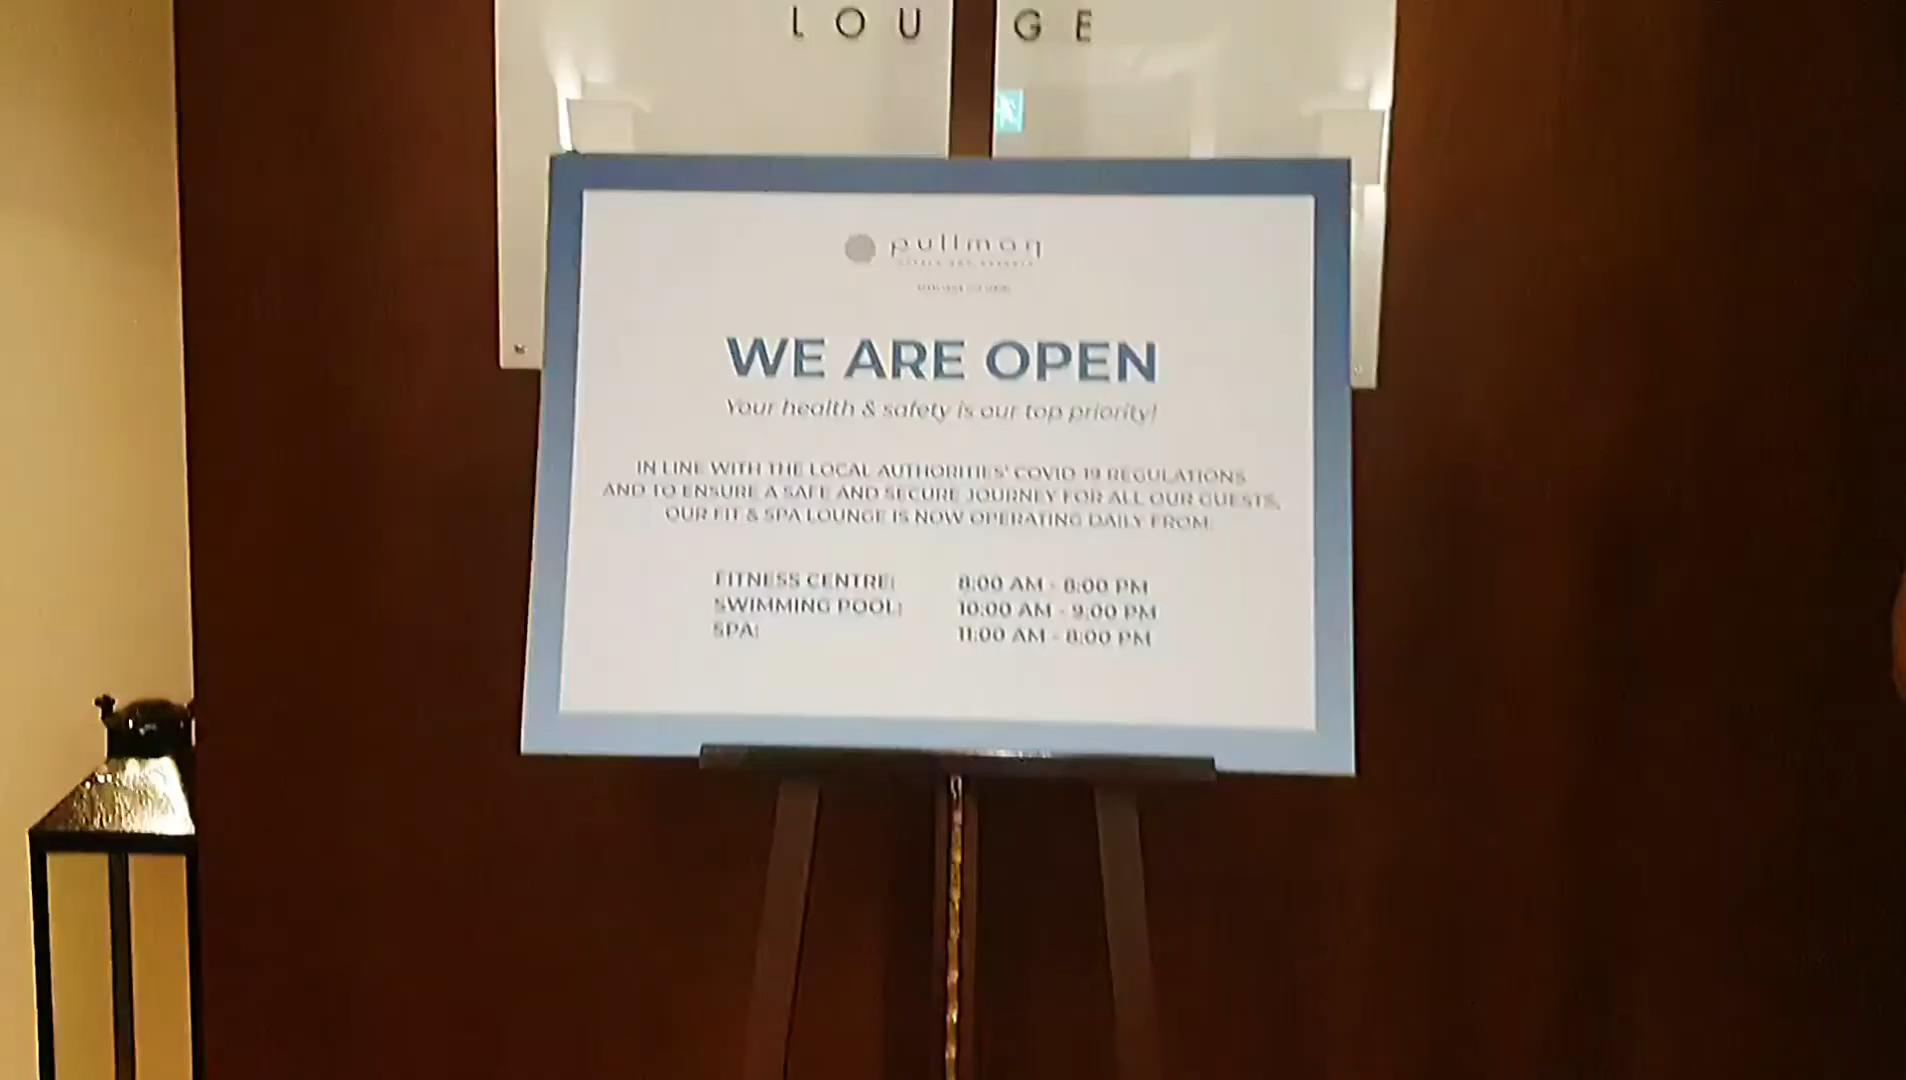 LOU GE
pullman
WE ARE OPEN
Your health & safety is our top priority!
IN LINE WITH THE LOCAL AUTHORITIES' COVID-19 REGULATIONS
AND TO ENSURE A SAFE AND SECURE JOURNEY FOR ALL OUR GUESTS,
OUR FIT & SPA LOUNGE IS NOW OPERATING DAILY FROM:
FITNESS CENTRE: 8:00 AM - 8:00 PM
SWIMMING POOL: 10:00 AM - 9:00 PM
SPA: 11:00 AM - 8:00 PM